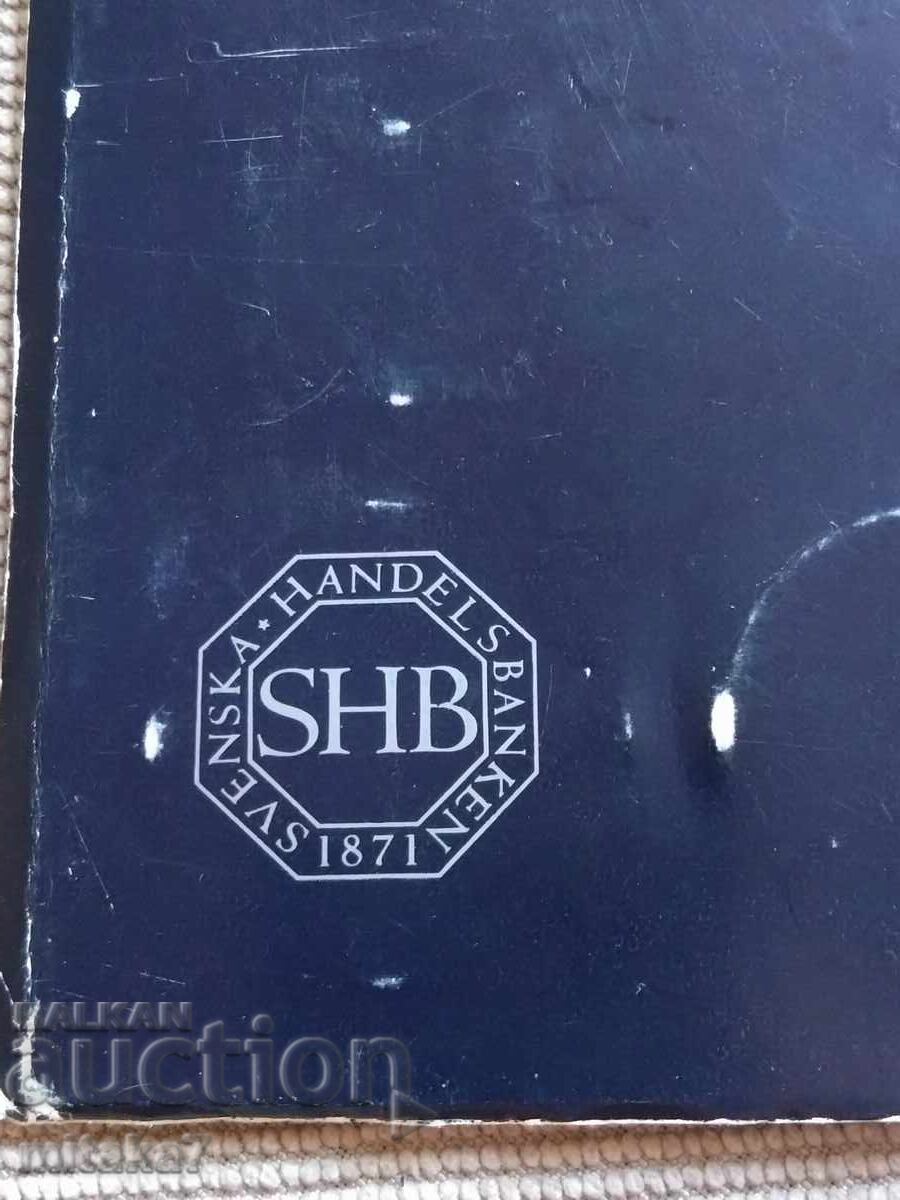 SVENSKA * HANDELSBANKEN
SHB
1871
BALKAN
auction
mitaka7